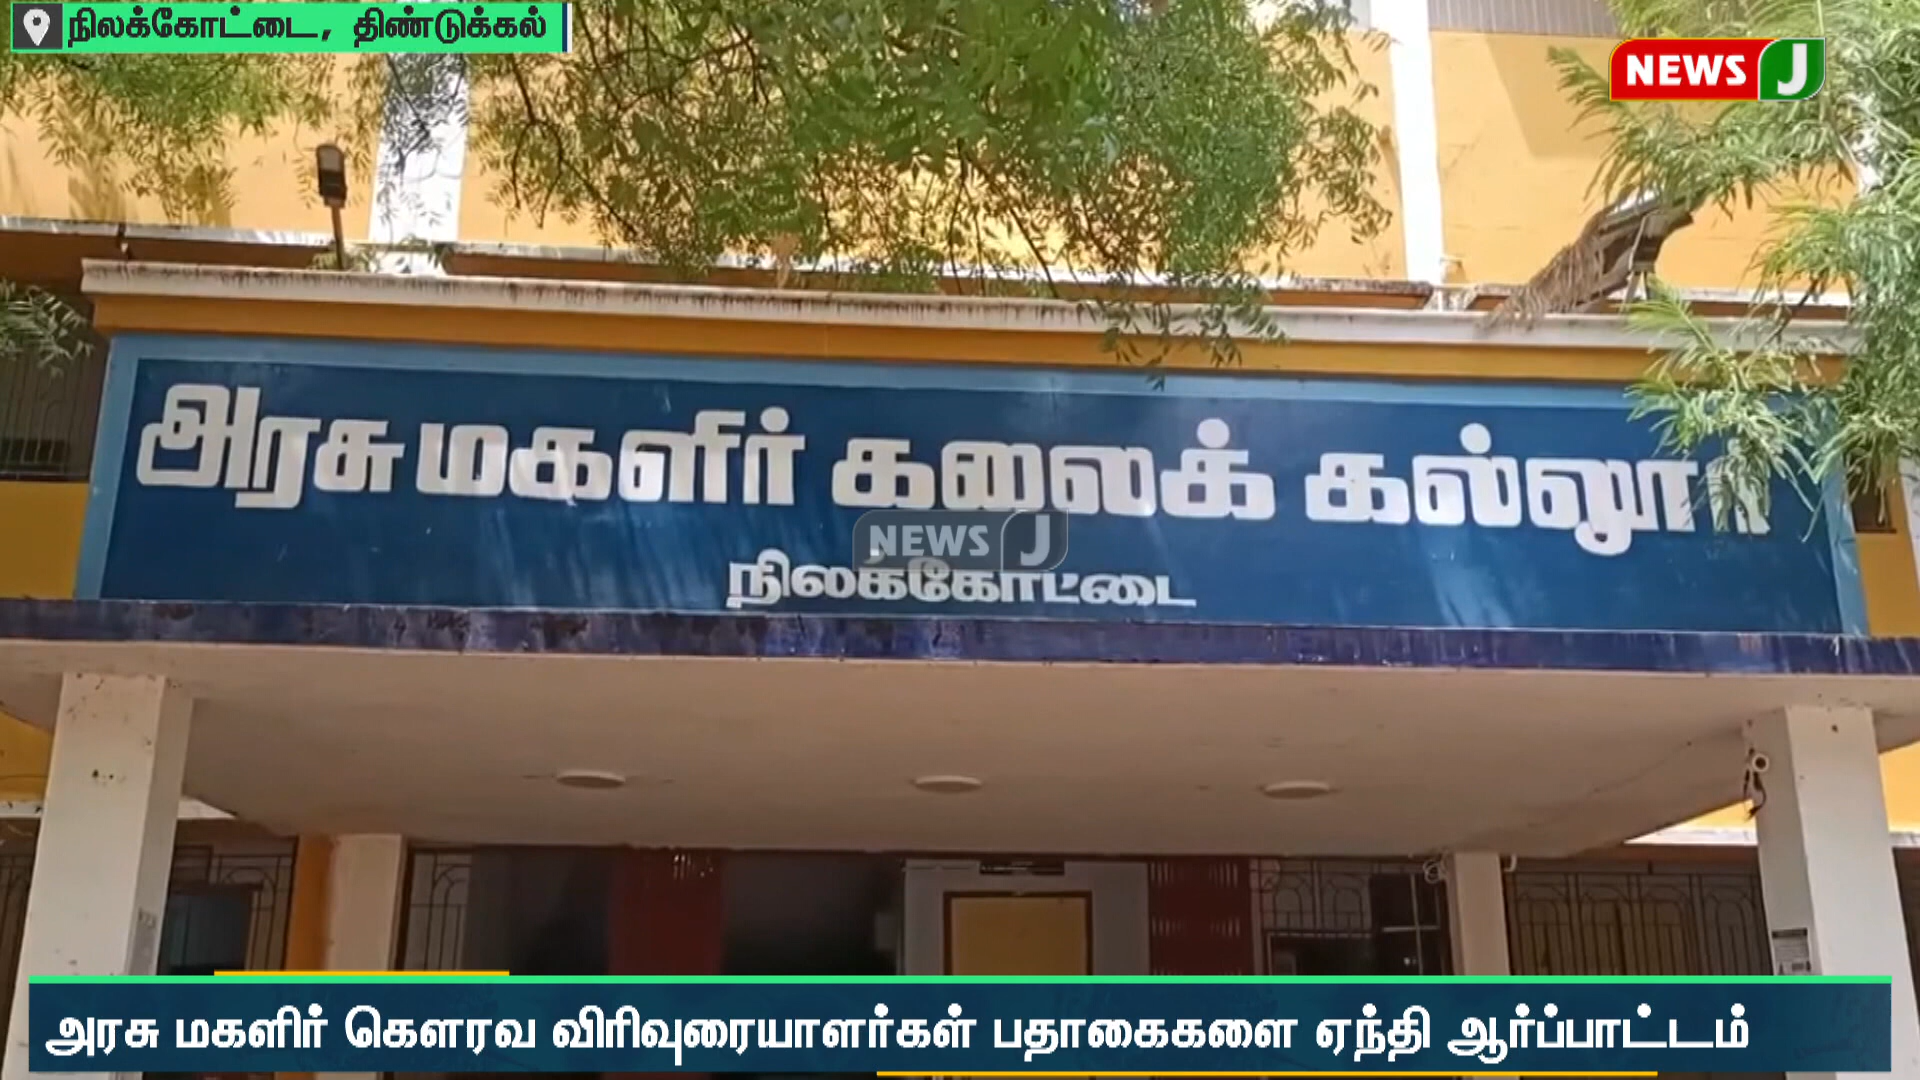 நிலக்கோட்டை, திண்டுக்கல்
NEWS J
அரசு மகளிர் கலைக் கல்லூரி
NEWS J
நிலக்கோட்டை
அரசு மகளிர் கௌரவ விரிவுரையாளர்கள் பதாகைகளை ஏந்தி ஆர்ப்பாட்டம்